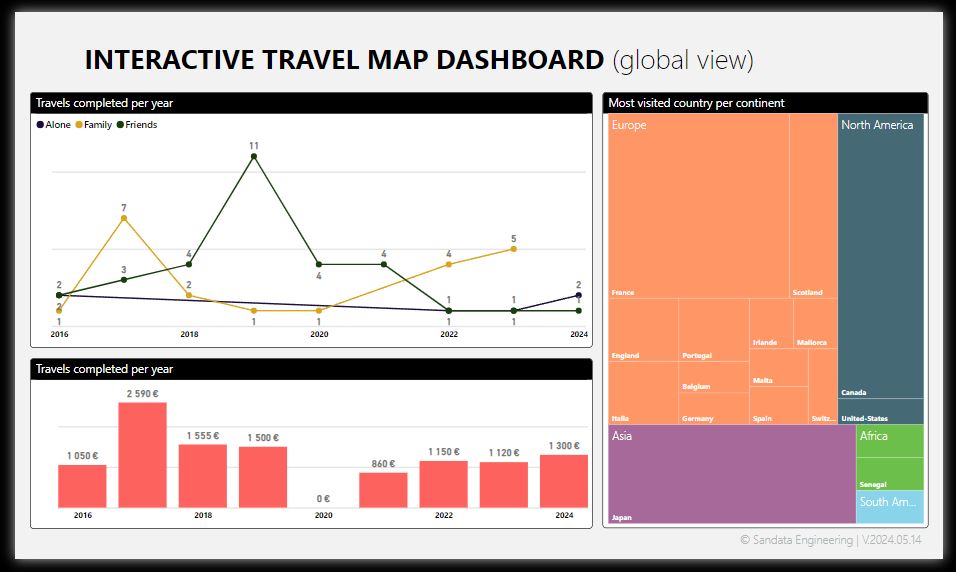 INTERACTIVE TRAVEL MAP DASHBOARD (global view)
Travels completed per year
Alone Family Friends
11
7
5
4
4
4
4
3
2
2
2
2
1
1
1
1
1
1
1
1
2016 2018 2020 2022 2024
Travels completed per year
2 590 €
1 555 €
1 500 €
1 300 €
1 050 €
1 150 €
1 120 €
860 €
0 €
2016 2018 2020 2022 2024
Most visited country per continent
Europe
North America
France
Scotland
Irlande
Mallorca
England
Portugal
Malta
Belgium
Canada
Italia
Germany
Spain
Switz...
United-States
Asia
Africa
Senegal
South Am...
Japan
© Sandata Engineering | V.2024.05.14